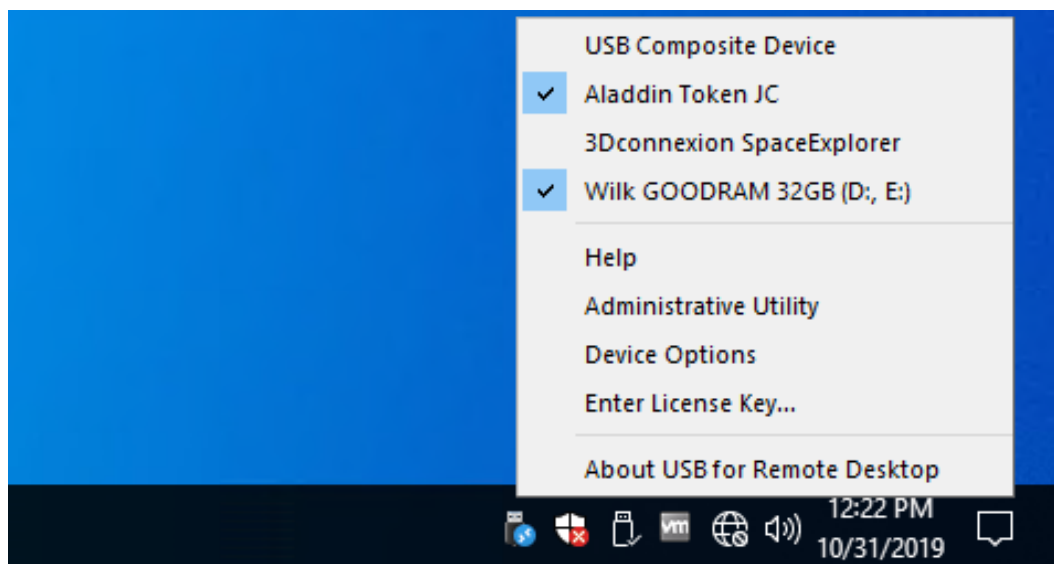 USB Composite Device
Aladdin Token JC
3Dconnexion SpaceExplorer
Wilk GOODRAM 32GB (D:, E:)
Help
Administrative Utility
Device Options
Enter License Key...
About USB for Remote Desktop
vm
12:22 PM
10/31/2019